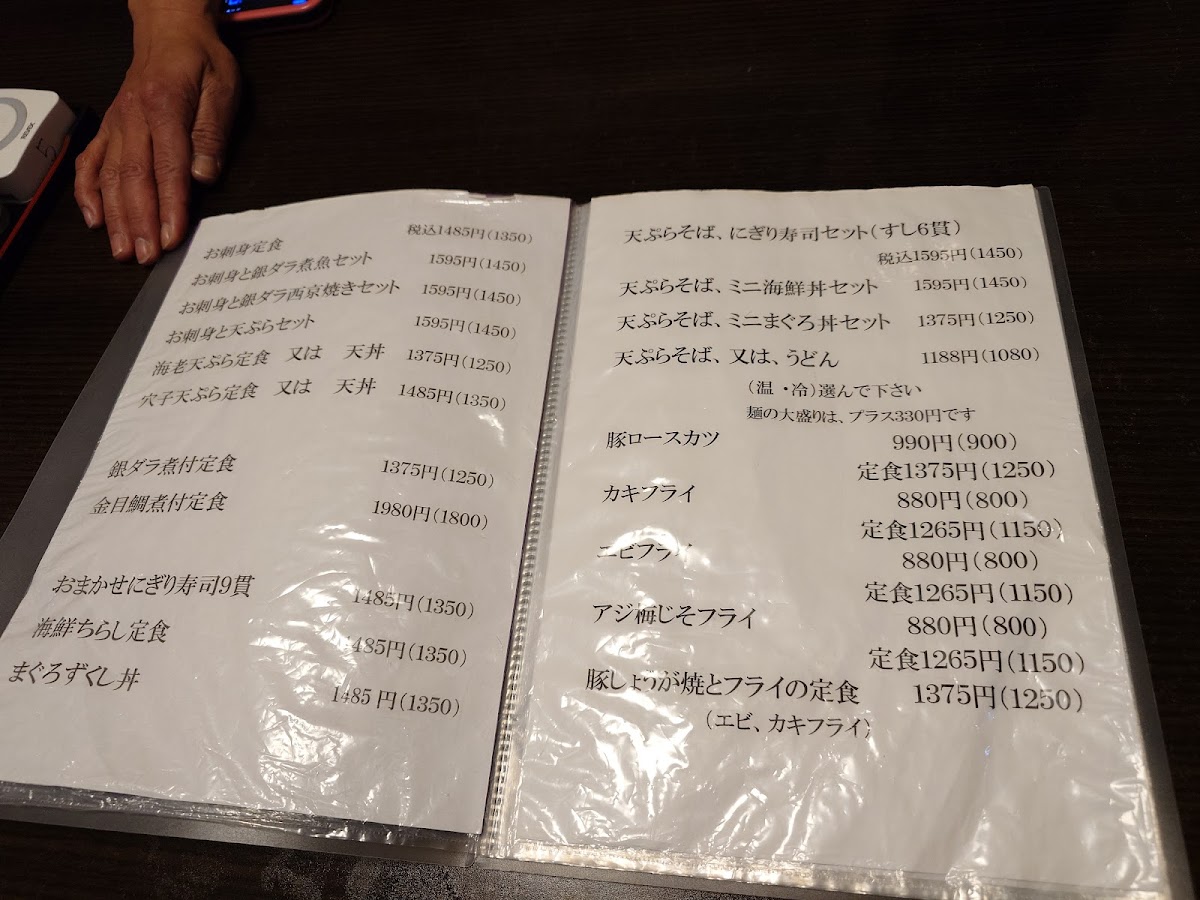 5
お刺身定食 税込1485円(1350)
お刺身と銀ダラ煮魚セット 1595円(1450)
お刺身と銀ダラ西京焼きセット 1595円(1450)
お刺身と天ぷらセット 1595円(1450)
海老天ぷら定食 又は 天丼 1375円(1250)
穴子天ぷら定食 又は 天丼 1485円(1350)
銀ダラ煮付定食 1375円(1250)
金目鯛煮付定食 1980円(1800)
おまかせにぎり寿司9貫 1485円(1350)
海鮮ちらし定食 1485円(1350)
まぐろずくし丼 1485円(1350)
天ぷらそば、にぎり寿司セット(すし6貫)
税込1595円(1450)
天ぷらそば、ミニ海鮮丼セット 1595円(1450)
天ぷらそば、ミニまぐろ丼セット 1375円(1250)
天ぷらそば、又は、うどん 1188円(1080)
(温・冷)選んで下さい
麺の大盛りは、プラス330円です
豚ロースカツ 990円(900)
定食1375円(1250)
カキフライ 880円(800)
定食1265円(1150)
エビフライ 880円(800)
定食1265円(1150)
アジ梅じそフライ 880円(800)
定食1265円(1150)
豚しょうが焼とフライの定食 1375円(1250)
(エビ、カキフライ)